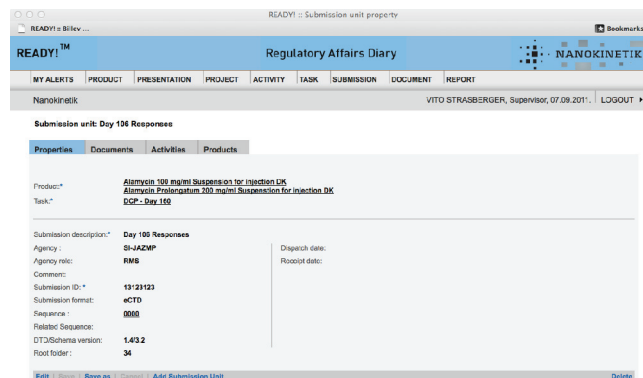 READY! :: Submission unit property
READY! :: Billev ...
Bookmarks
READY!™ Regulatory Affairs Diary NANOKINETIK
MY ALERTS PRODUCT PRESENTATION PROJECT ACTIVITY TASK SUBMISSION DOCUMENT REPORT
Nanokinetik VITO STRASBERGER, Supervisor, 07.09.2011. LOGOUT
Submission unit: Day 106 Responses
Properties Documents Activities Products
Product:* Alamycin 100 mg/ml Suspension for injection DK
Alamycin Prolongatum 200 mg/ml Suspenstion for injection DK
Task:* DCP - Day 160
Submission description:* Day 106 Responses
Agency : SI-JAZMP Dispatch date:
Agency role: RMS Receipt date:
Comment:
Submission ID: * 13123123
Submission format: eCTD
Sequence : 0000
Related Sequence:
DTD/Schema version: 1.4/3.2
Root folder : 34
Edit | Save | Save as | Cancel | Add Submission Unit Delete